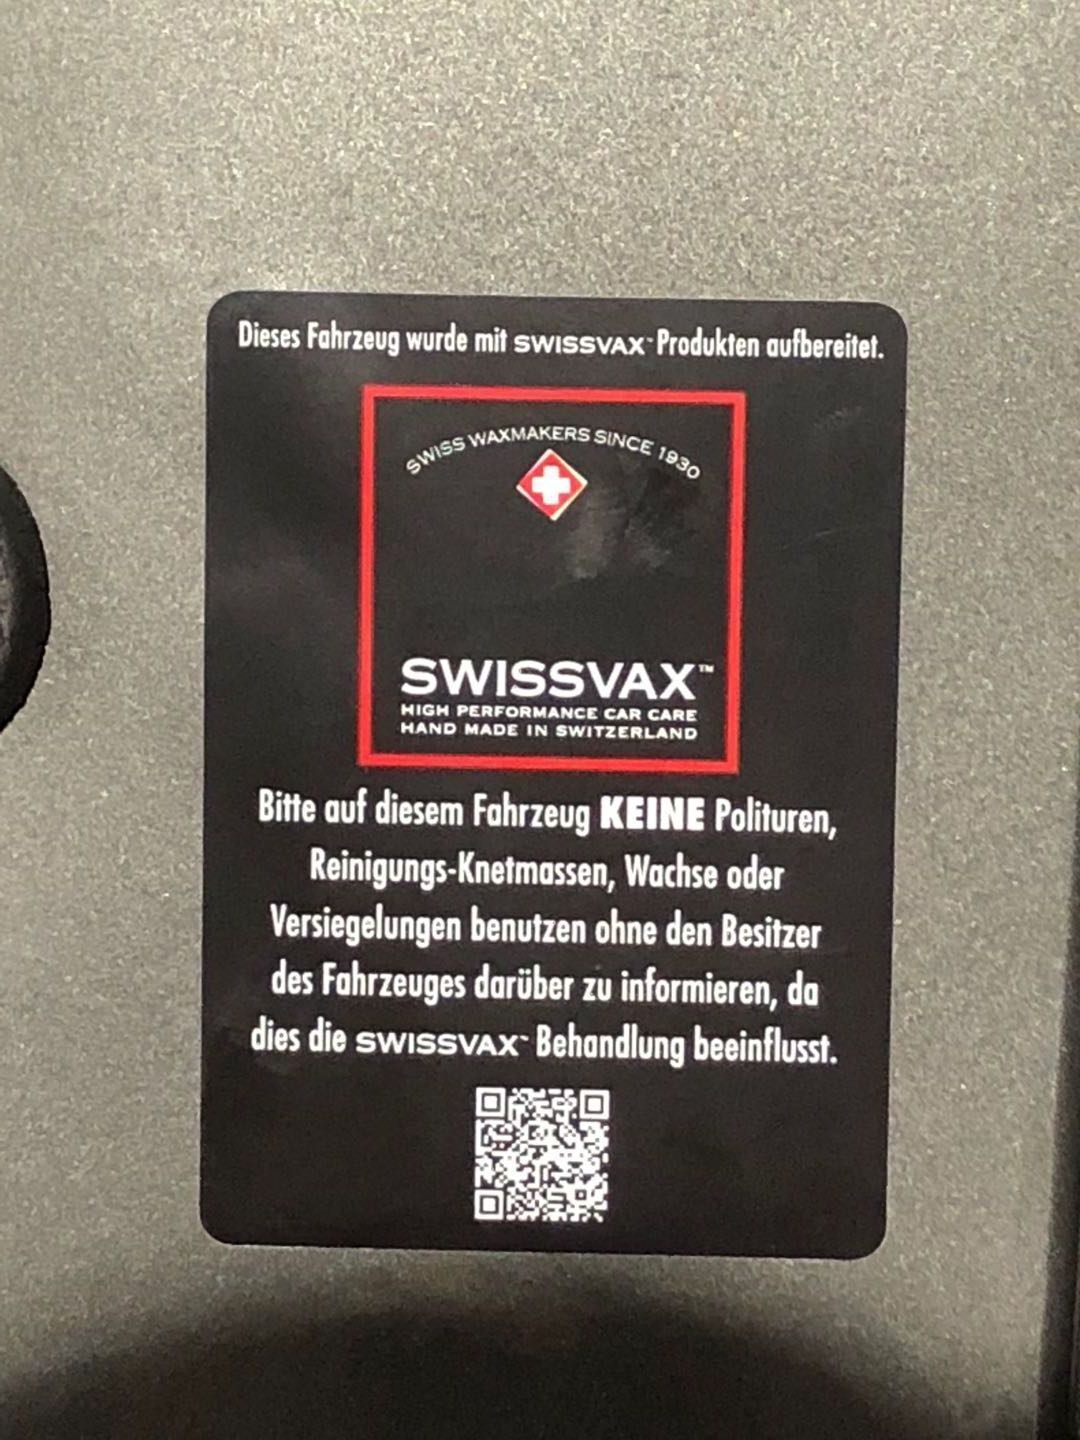 Dieses Fahrzeug wurde mit SWISSVAX™ Produkten aufbereitet.
SWISS WAXMAKERS SINCE 1930
SWISSVAX™
HIGH PERFORMANCE CAR CARE
HAND MADE IN SWITZERLAND
Bitte auf diesem Fahrzeug KEINE Polituren,
Reinigungs-Knetmassen, Wachse oder
Versiegelungen benutzen ohne den Besitzer
des Fahrzeuges darüber zu informieren, da
dies die SWISSVAX™ Behandlung beeinflusst.